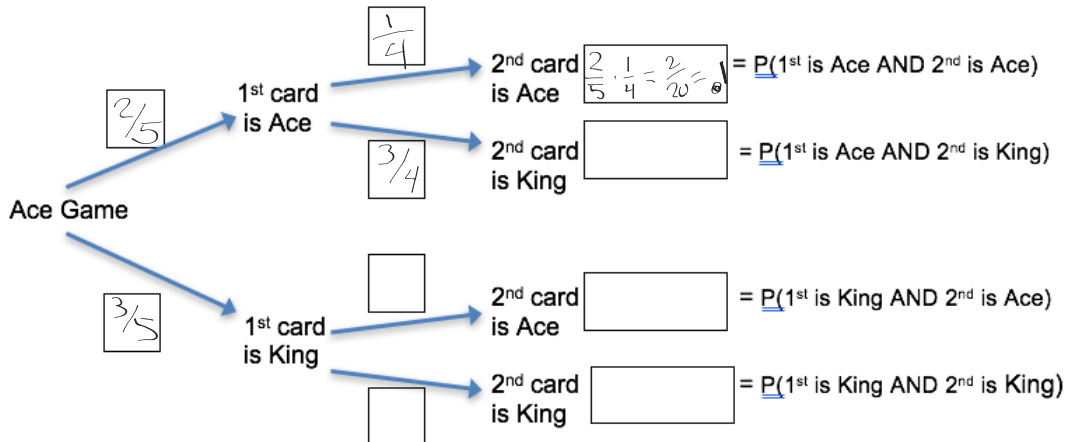 1/4
2nd card is Ace
2/5 · 1/4 = 2/20 = .1
= P(1st is Ace AND 2nd is Ace)
1st card is Ace
2/5
3/4
2nd card is King
= P(1st is Ace AND 2nd is King)
Ace Game
3/5
1st card is King
2nd card is Ace
= P(1st is King AND 2nd is Ace)
2nd card is King
= P(1st is King AND 2nd is King)